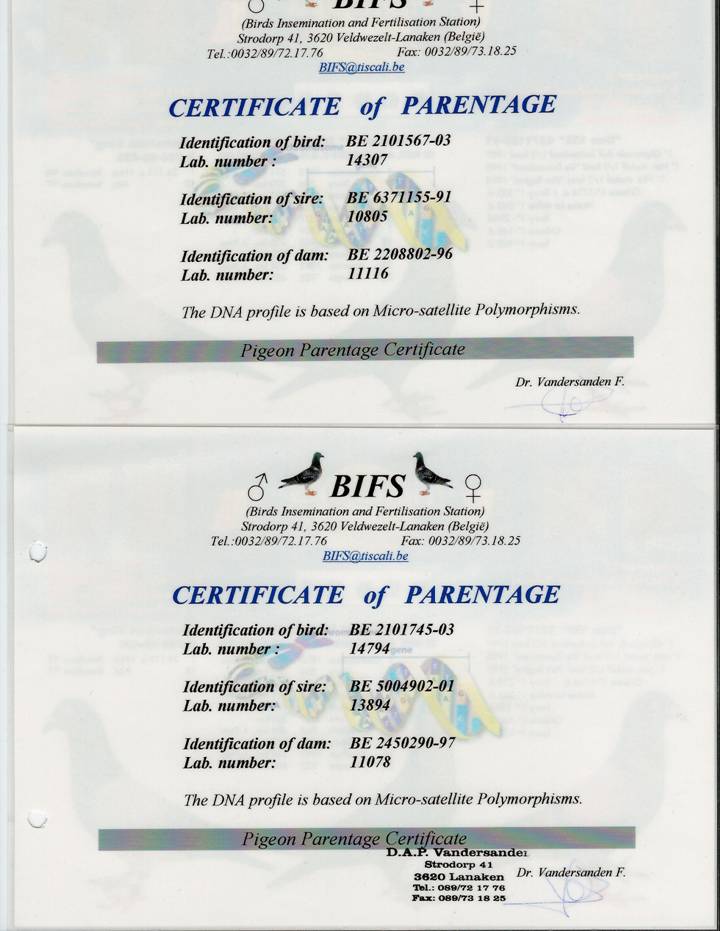 ♂ BIFS ♀
(Birds Insemination and Fertilisation Station)
Strodorp 41, 3620 Veldwezelt-Lanaken (België)
Tel.:0032/89/72.17.76 Fax: 0032/89/73.18.25
BIFS@tiscali.be
CERTIFICATE of PARENTAGE
Identification of bird: BE 2101567-03
Lab. number : 14307
Identification of sire: BE 6371155-91
Lab. number: 10805
Identification of dam: BE 2208802-96
Lab. number: 11116
The DNA profile is based on Micro-satellite Polymorphisms.
Pigeon Parentage Certificate
Dr. Vandersanden F.
♂ BIFS ♀
(Birds Insemination and Fertilisation Station)
Strodorp 41, 3620 Veldwezelt-Lanaken (België)
Tel.:0032/89/72.17.76 Fax: 0032/89/73.18.25
BIFS@tiscali.be
CERTIFICATE of PARENTAGE
Identification of bird: BE 2101745-03
Lab. number : 14794
Identification of sire: BE 5004902-01
Lab. number: 13894
Identification of dam: BE 2450290-97
Lab. number: 11078
The DNA profile is based on Micro-satellite Polymorphisms.
Pigeon Parentage Certificate
D.A.P. Vandersanden
Strodorp 41
3620 Lanaken
Dr. Vandersanden F.
Tel.: 089/72 17 76
Fax: 089/73 18 25